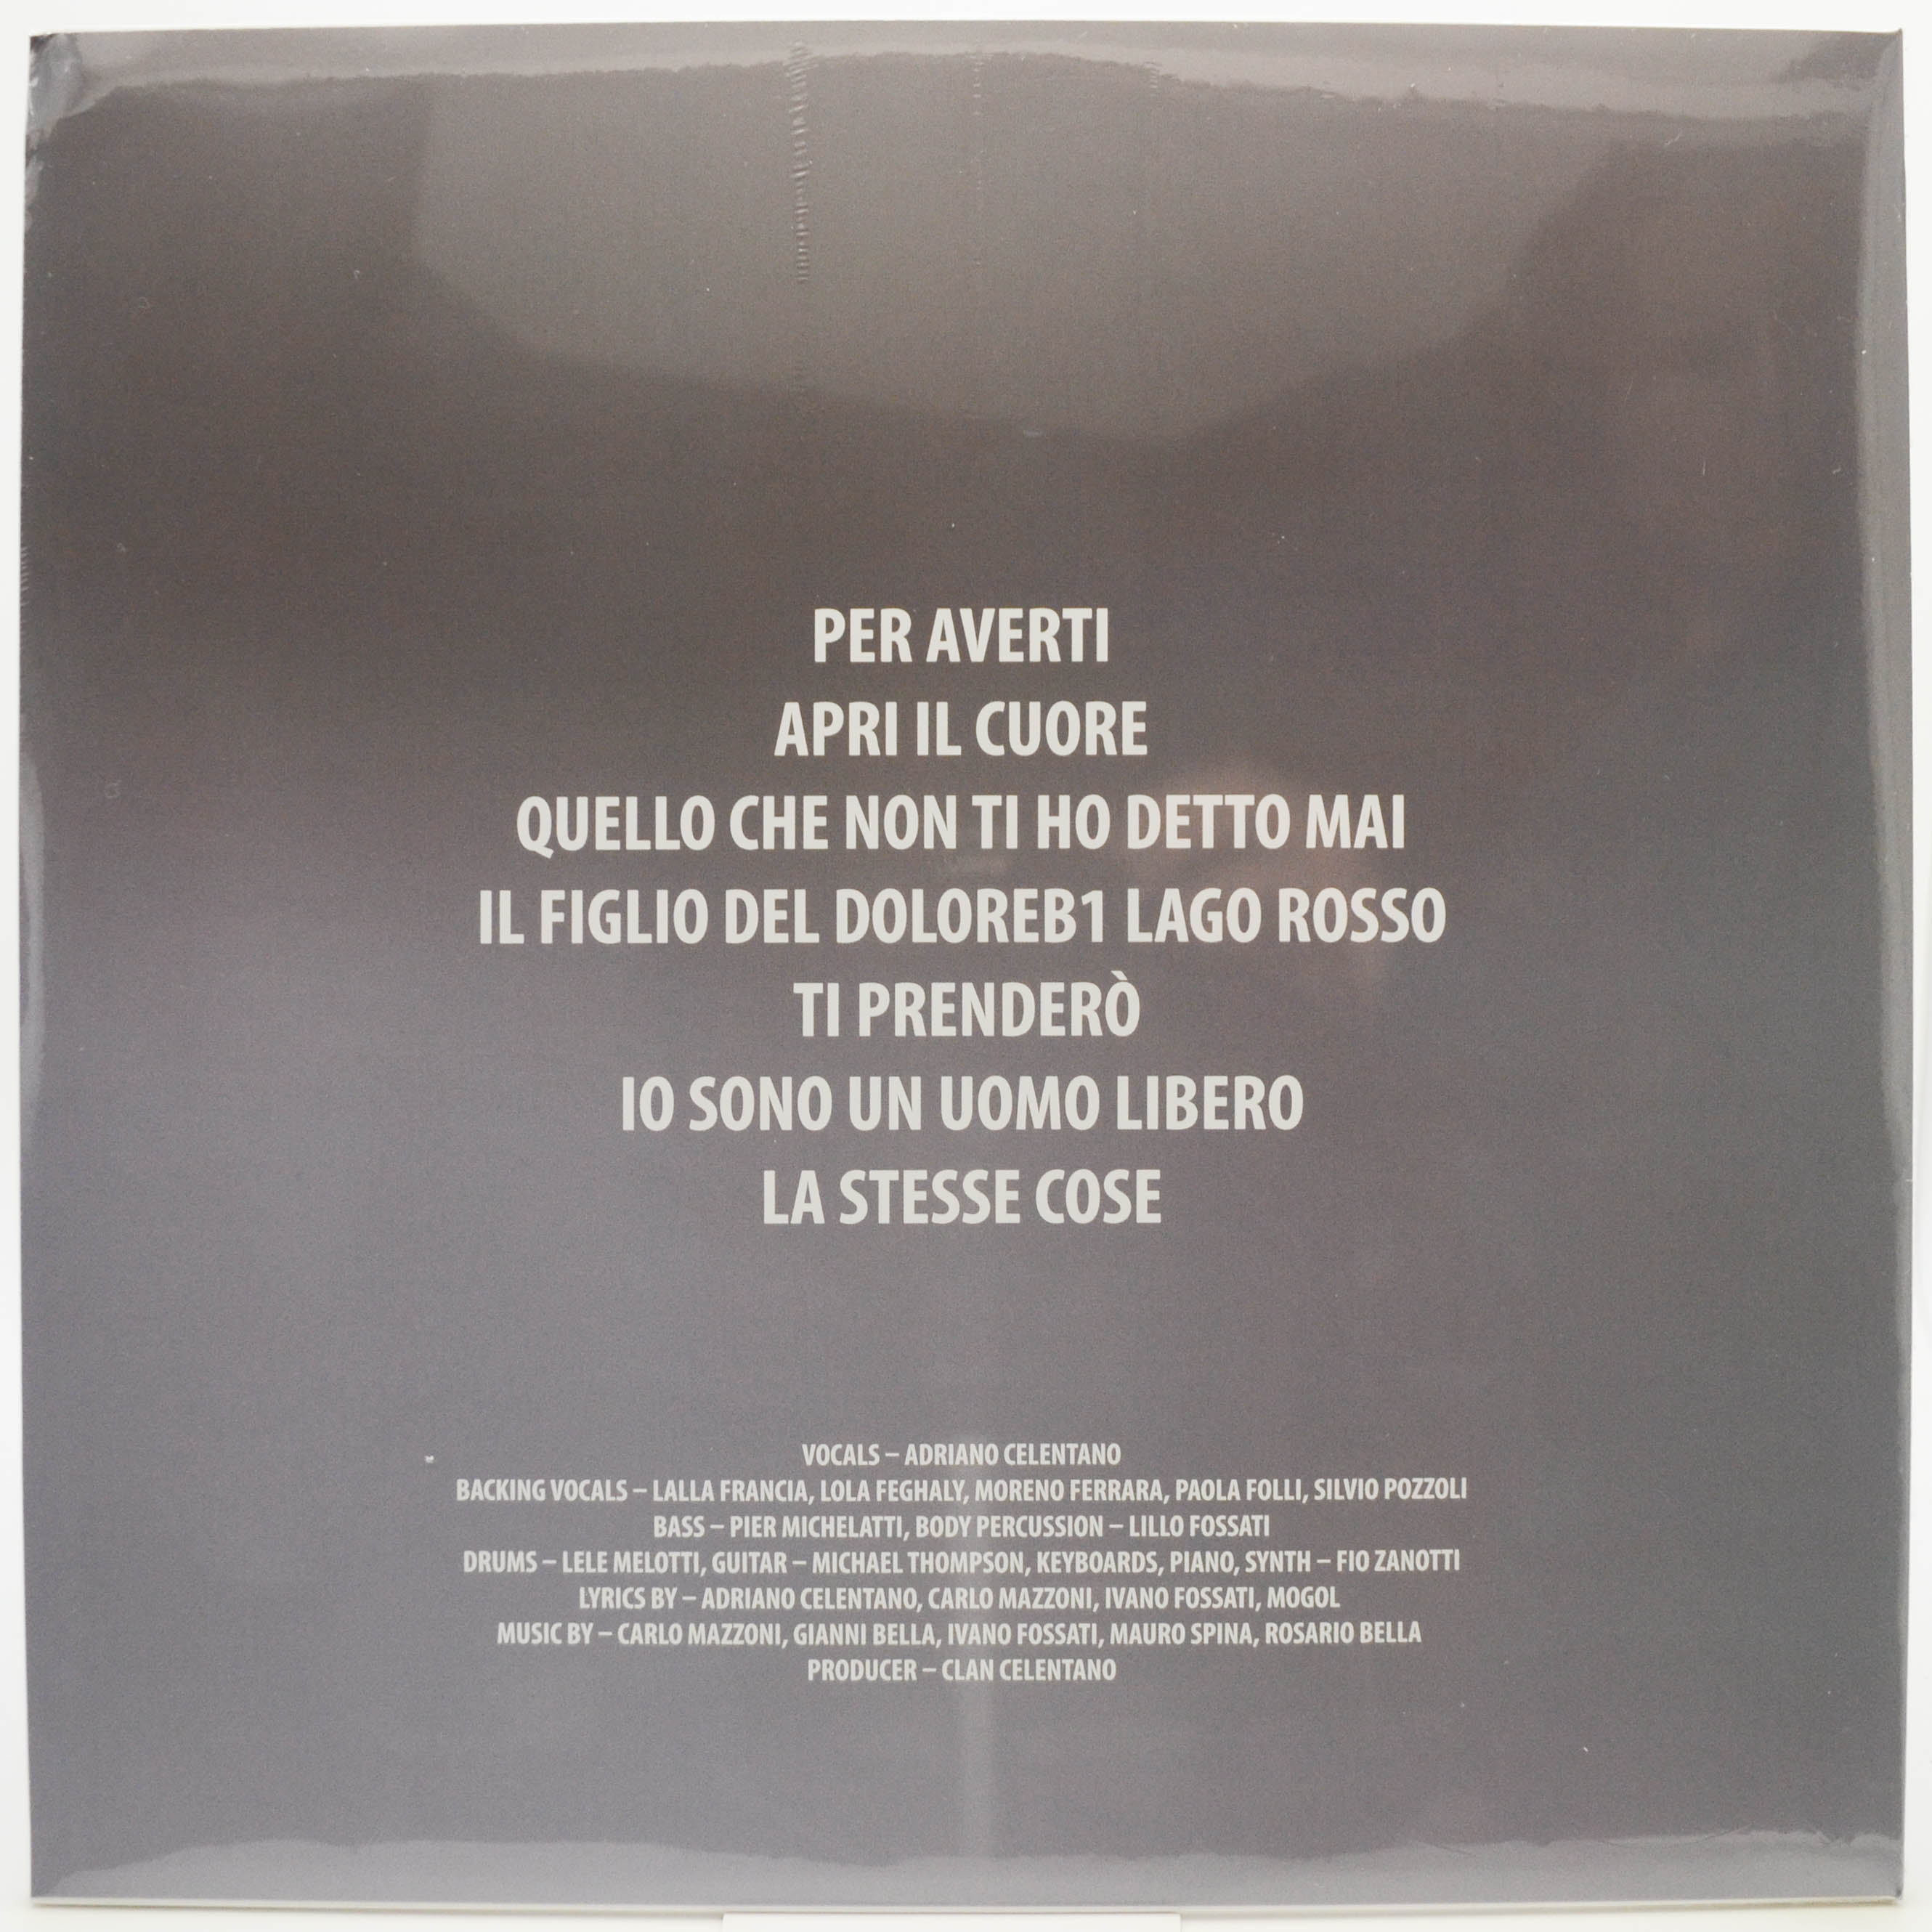 PER AVERTI
APRI IL CUORE
QUELLO CHE NON TI HO DETTO MAI
IL FIGLIO DEL DOLOREB1 LAGO ROSSO
TI PRENDERÒ
IO SONO UN UOMO LIBERO
LA STESSE COSE
VOCALS – ADRIANO CELENTANO
BACKING VOCALS – LALLA FRANCIA, LOLA FEGHALY, MORENO FERRARA, PAOLA FOLLI, SILVIO POZZOLI
BASS – PIER MICHELATTI, BODY PERCUSSION – LILLO FOSSATI
DRUMS – LELE MELOTTI, GUITAR – MICHAEL THOMPSON, KEYBOARDS, PIANO, SYNTH – FIO ZANOTTI
LYRICS BY – ADRIANO CELENTANO, CARLO MAZZONI, IVANO FOSSATI, MOGOL
MUSIC BY – CARLO MAZZONI, GIANNI BELLA, IVANO FOSSATI, MAURO SPINA, ROSARIO BELLA
PRODUCER – CLAN CELENTANO